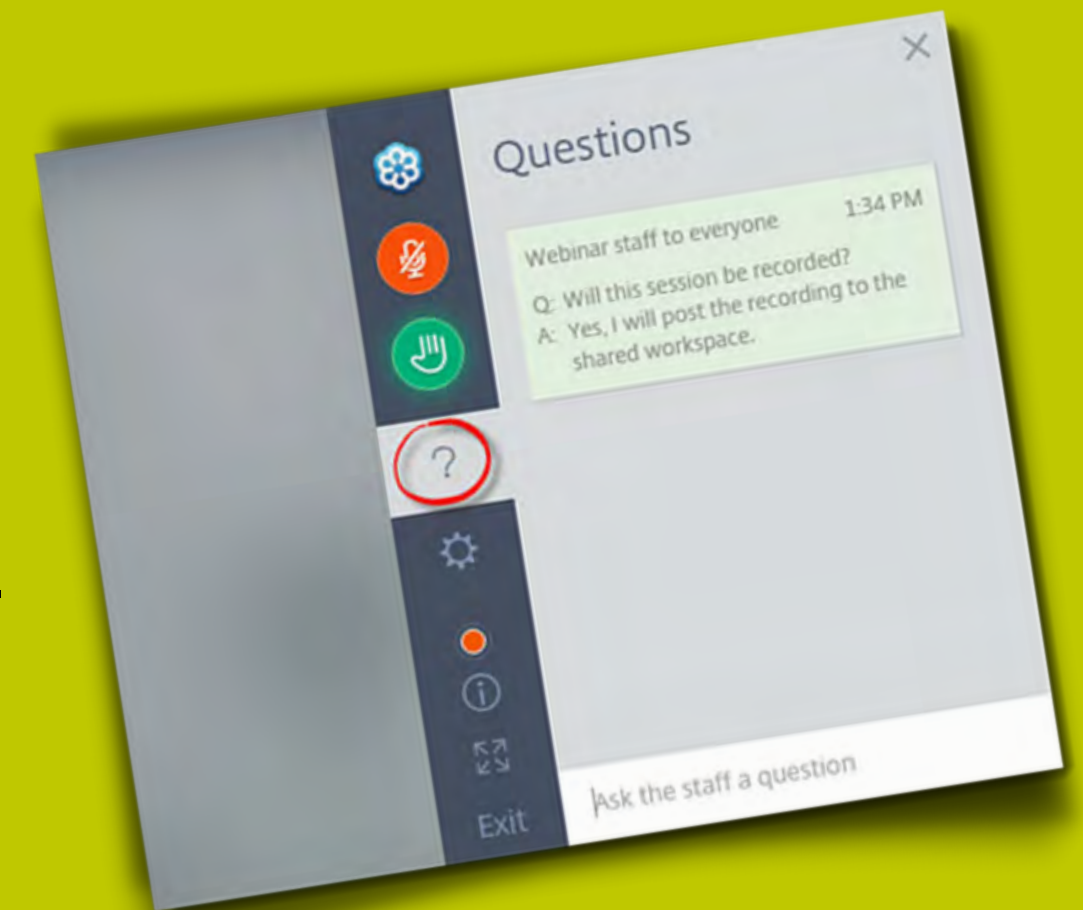 Questions
Webinar staff to everyone 1:34 PM
Q: Will this session be recorded?
A: Yes, I will post the recording to the
shared workspace.
?
Ask the staff a question
Exit